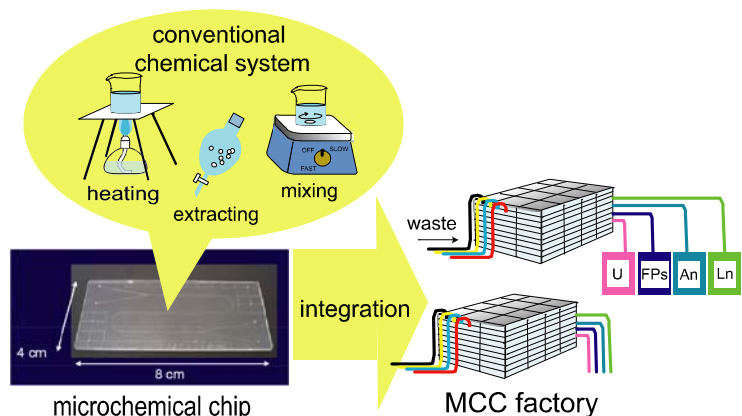 conventional
chemical system
heating
extracting
mixing
OFF
SLOW
FAST
waste
U
FPs
An
Ln
integration
4 cm
8 cm
microchemical chip
MCC factory